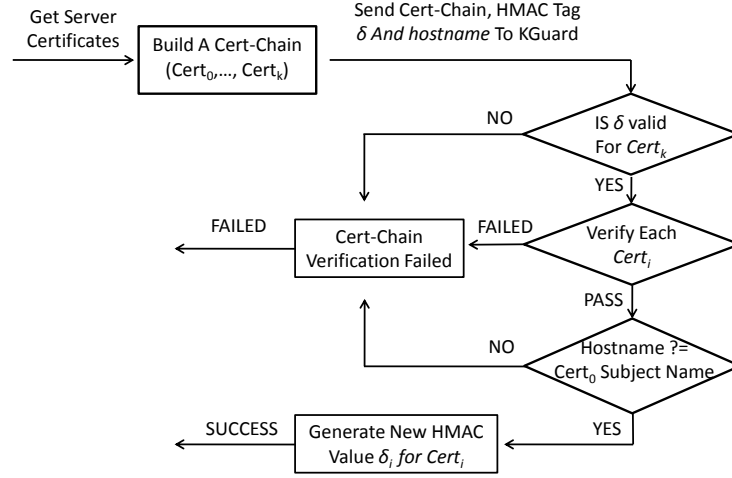 Get Server
Certificates
Build A Cert-Chain
(Cert₀,..., Certₖ)
Send Cert-Chain, HMAC Tag
δ And hostname To KGuard
NO
IS δ valid
For Certₖ
YES
FAILED
Cert-Chain
Verification Failed
FAILED
Verify Each
Certᵢ
PASS
NO
Hostname ?=
Cert₀ Subject Name
SUCCESS
Generate New HMAC
Value δᵢ for Certᵢ
YES